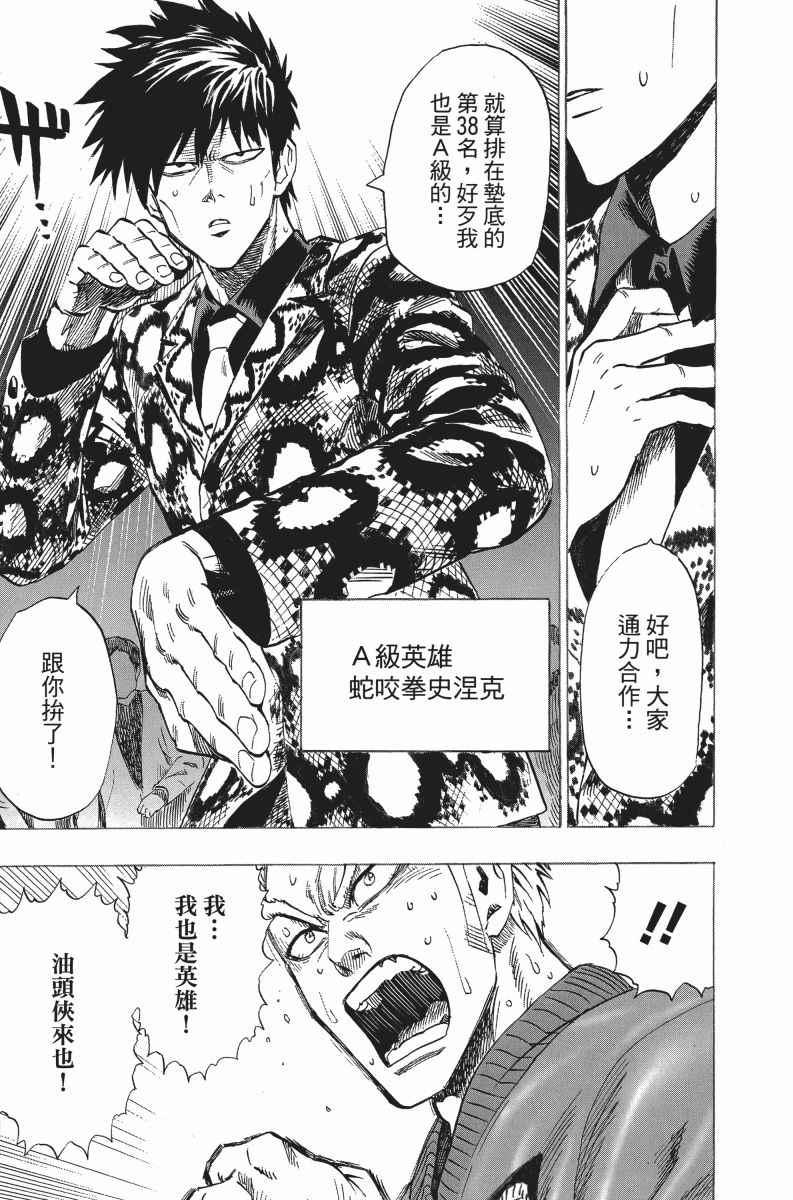 好吧，大家
通力合作…
就算排在墊底的
第38名，好歹我
也是A級的…
A級英雄
蛇咬拳史涅克
跟你拚了！
!!
我…
我也是英雄！
油頭俠來也！